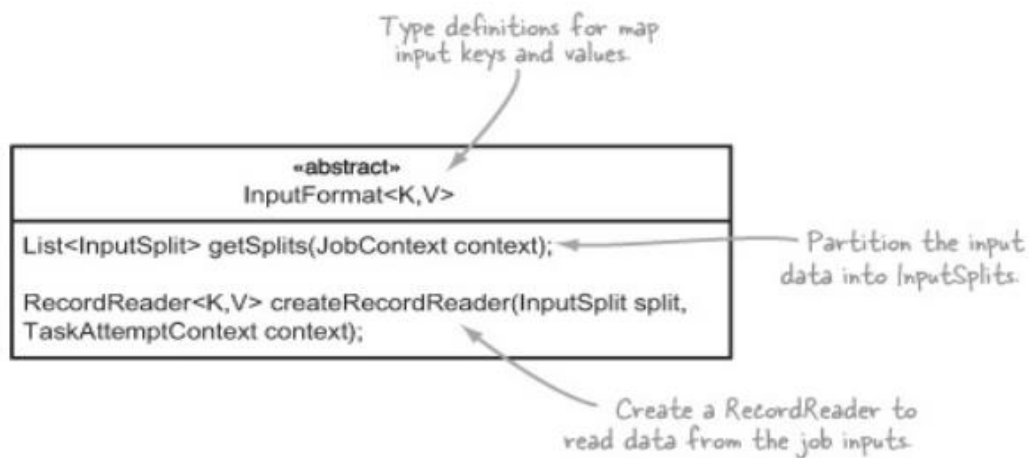 Type definitions for map
input keys and values.
«abstract»
InputFormat<K,V>
List<InputSplit> getSplits(JobContext context);
Partition the input
data into InputSplits.
RecordReader<K,V> createRecordReader(InputSplit split,
TaskAttemptContext context);
Create a RecordReader to
read data from the job inputs.